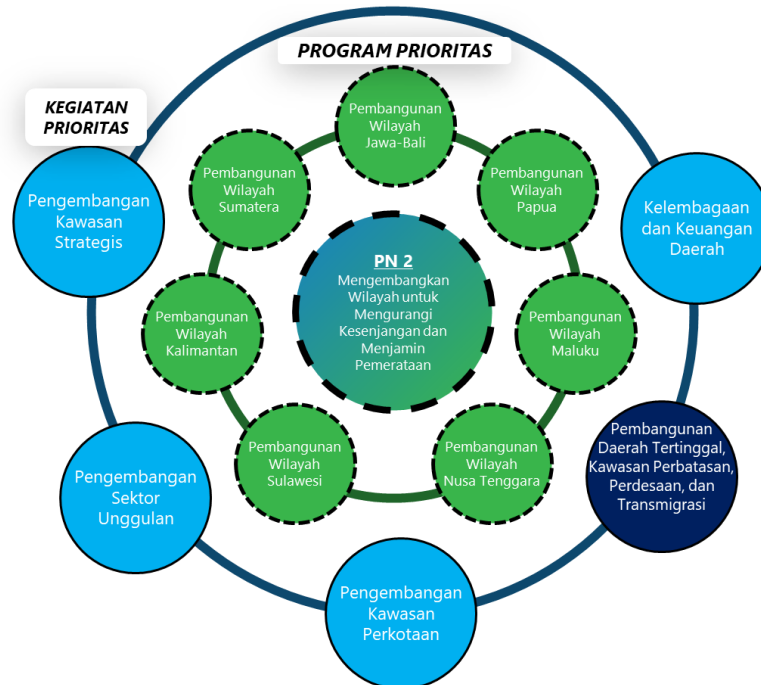 PROGRAM PRIORITAS
KEGIATAN
PRIORITAS
Pembangunan
Wilayah
Jawa-Bali
Pembangunan
Wilayah
Sumatera
Pembangunan
Wilayah
Papua
Pengembangan
Kawasan
Strategis
Kelembagaan
dan Keuangan
Daerah
PN 2
Mengembangkan
Wilayah untuk
Mengurangi
Kesenjangan dan
Menjamin
Pemerataan
Pembangunan
Wilayah
Kalimantan
Pembangunan
Wilayah
Maluku
Pembangunan
Wilayah
Sulawesi
Pembangunan
Wilayah
Nusa Tenggara
Pembangunan
Daerah Tertinggal,
Kawasan Perbatasan,
Perdesaan, dan
Transmigrasi
Pengembangan
Sektor
Unggulan
Pengembangan
Kawasan
Perkotaan